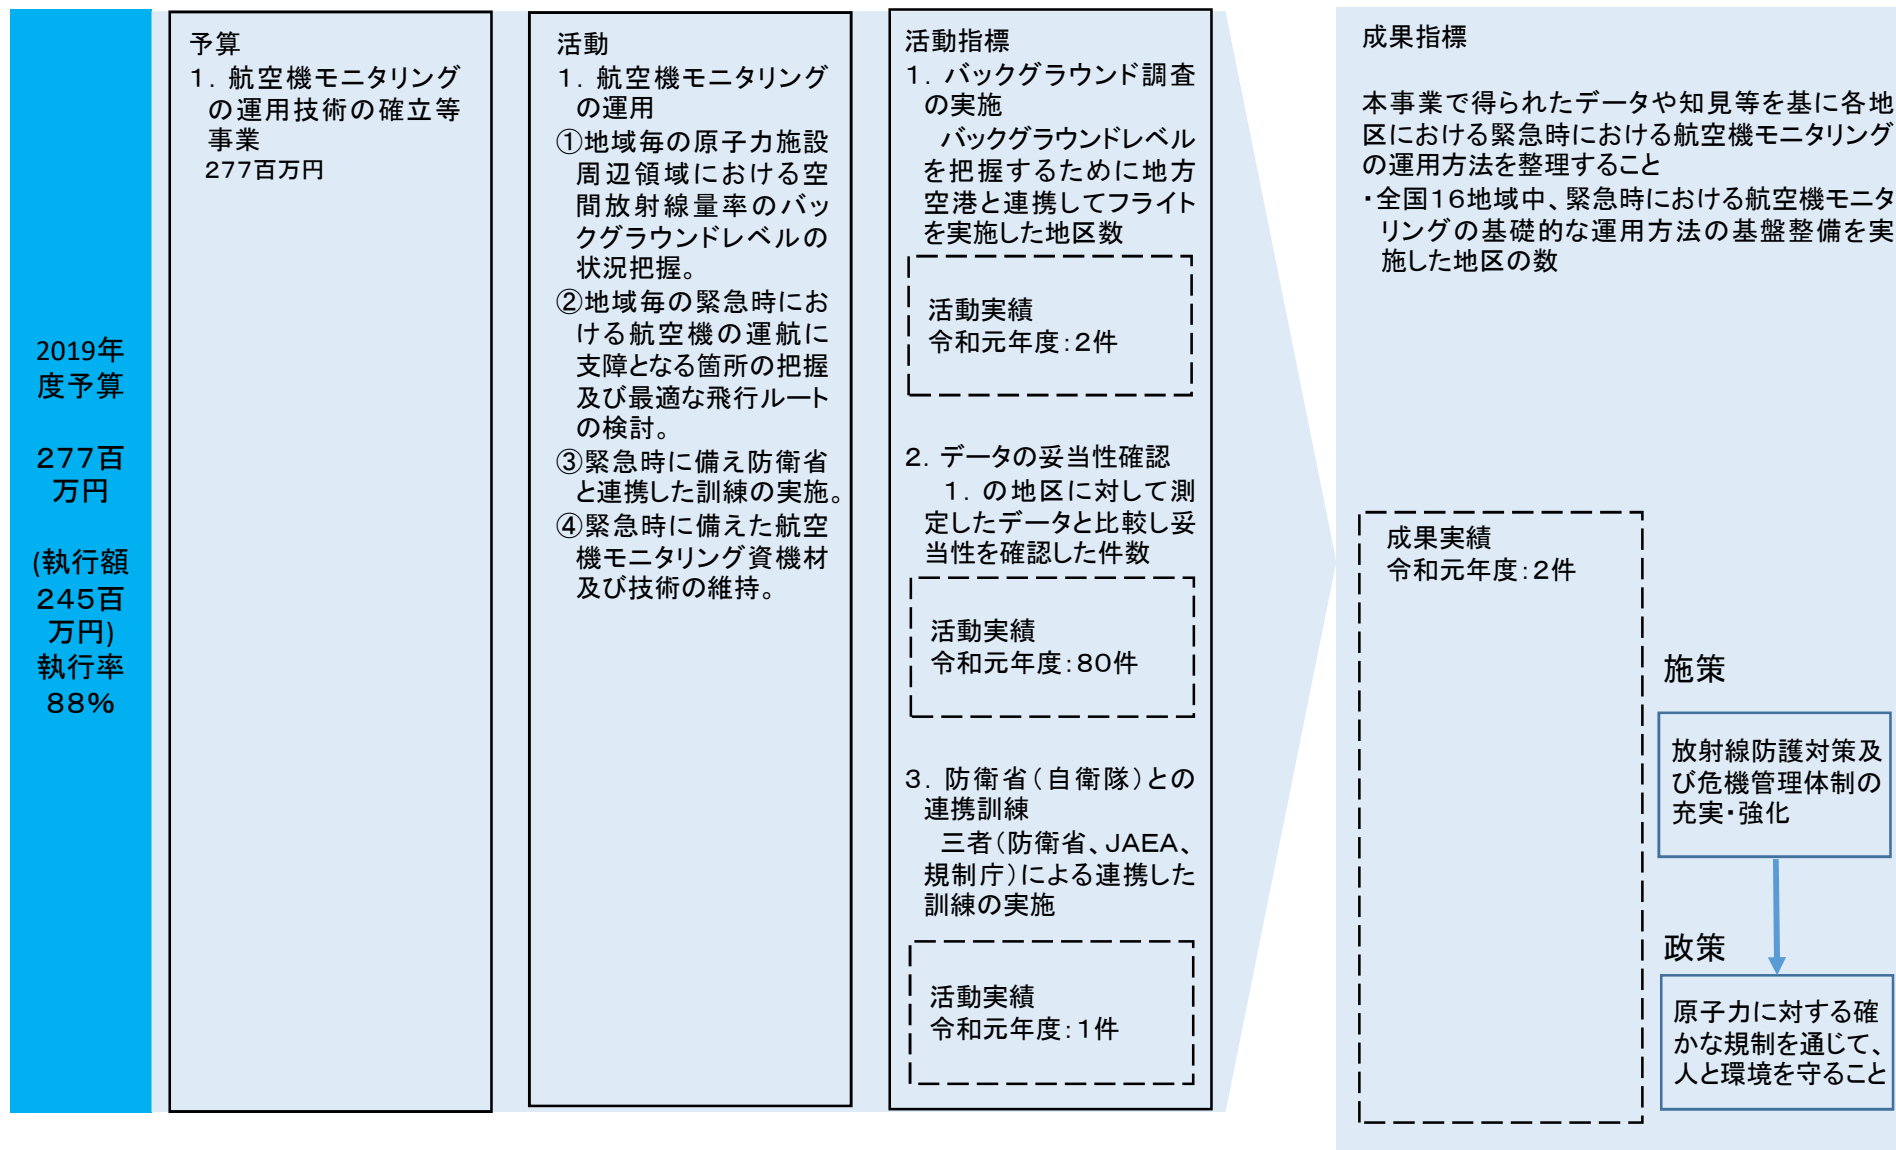 2019年
度予算
277百
万円
(執行額
245百
万円)
執行率
88%
予算
1. 航空機モニタリング
の運用技術の確立等
事業
277百万円
活動
1. 航空機モニタリング
の運用
①地域毎の原子力施設
周辺領域における空
間放射線量率のバッ
クグラウンドレベルの
状況把握。
②地域毎の緊急時にお
ける航空機の運航に
支障となる箇所の把握
及び最適な飛行ルート
の検討。
③緊急時に備え防衛省
と連携した訓練の実施。
④緊急時に備えた航空
機モニタリング資機材
及び技術の維持。
活動指標
1. バックグラウンド調査
の実施
バックグラウンドレベル
を把握するために地方
空港と連携してフライト
を実施した地区数
活動実績
令和元年度:2件
2. データの妥当性確認
1. の地区に対して測
定したデータと比較し妥
当性を確認した件数
活動実績
令和元年度:80件
3. 防衛省(自衛隊)との
連携訓練
三者(防衛省、JAEA、
規制庁)による連携した
訓練の実施
活動実績
令和元年度:1件
成果指標
本事業で得られたデータや知見等を基に各地
区における緊急時における航空機モニタリング
の運用方法を整理すること
・全国16地域中、緊急時における航空機モニタ
リングの基礎的な運用方法の基盤整備を実
施した地区の数
成果実績
令和元年度:2件
施策
放射線防護対策及
び危機管理体制の
充実・強化
政策
原子力に対する確
かな規制を通じて、
人と環境を守ること